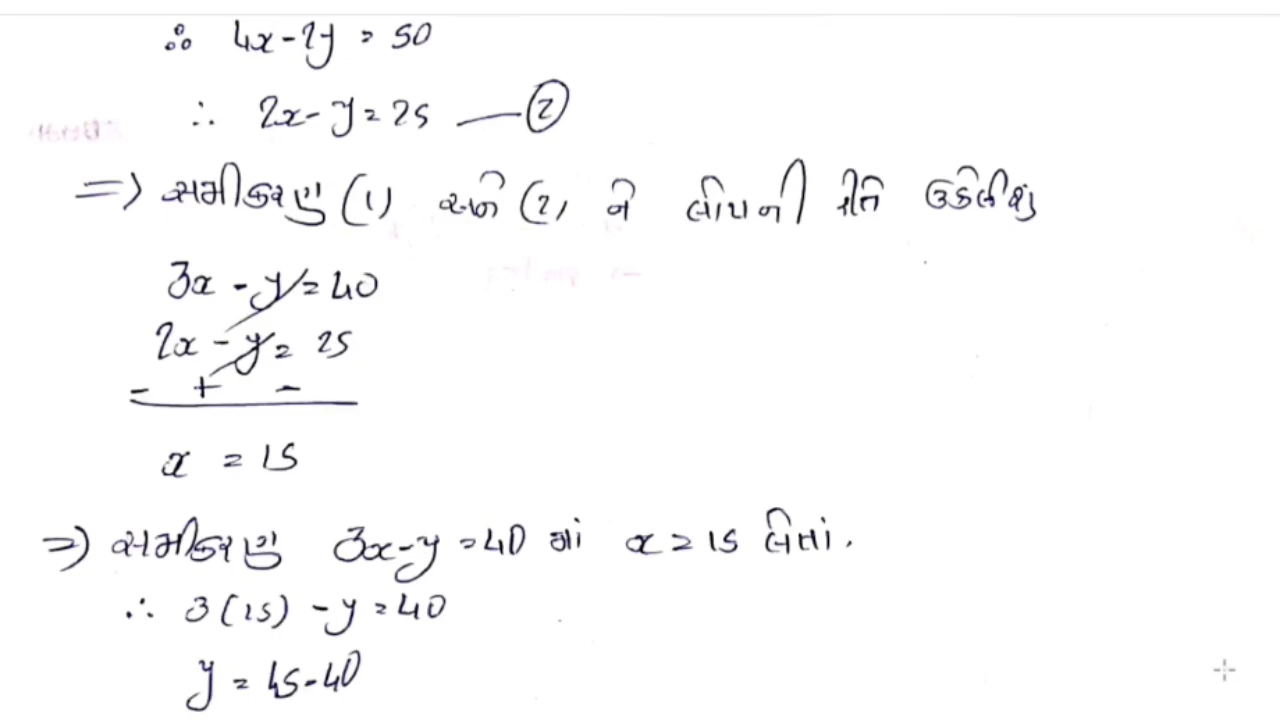 ∴ 4x-2y = 50
∴ 2x-y = 25 — ②
⇒ સમીકરણ (1) અને (2) ને લોપની રીતે ઉકેલીશું
3x - y = 40
2x - y = 25
- + -
x = 15
⇒ સમીકરણ 3x-y = 40 માં x = 15 લેતાં.
∴ 3(15) - y = 40
y = 45-40